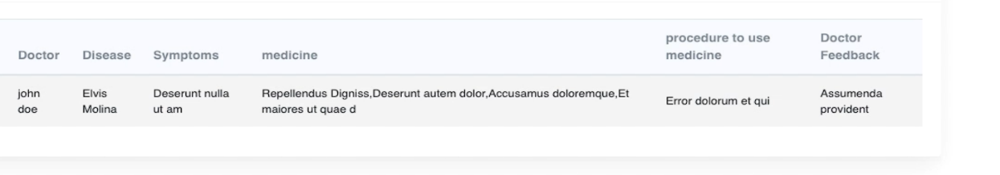 procedure to use Doctor
Doctor Disease Symptoms medicine medicine Feedback
john Elvis Deserunt nulla Repellendus Digniss,Deserunt autem dolor,Accusamus doloremque,Et Error dolorum et qui Assumenda
doe Molina ut am maiores ut quae d provident